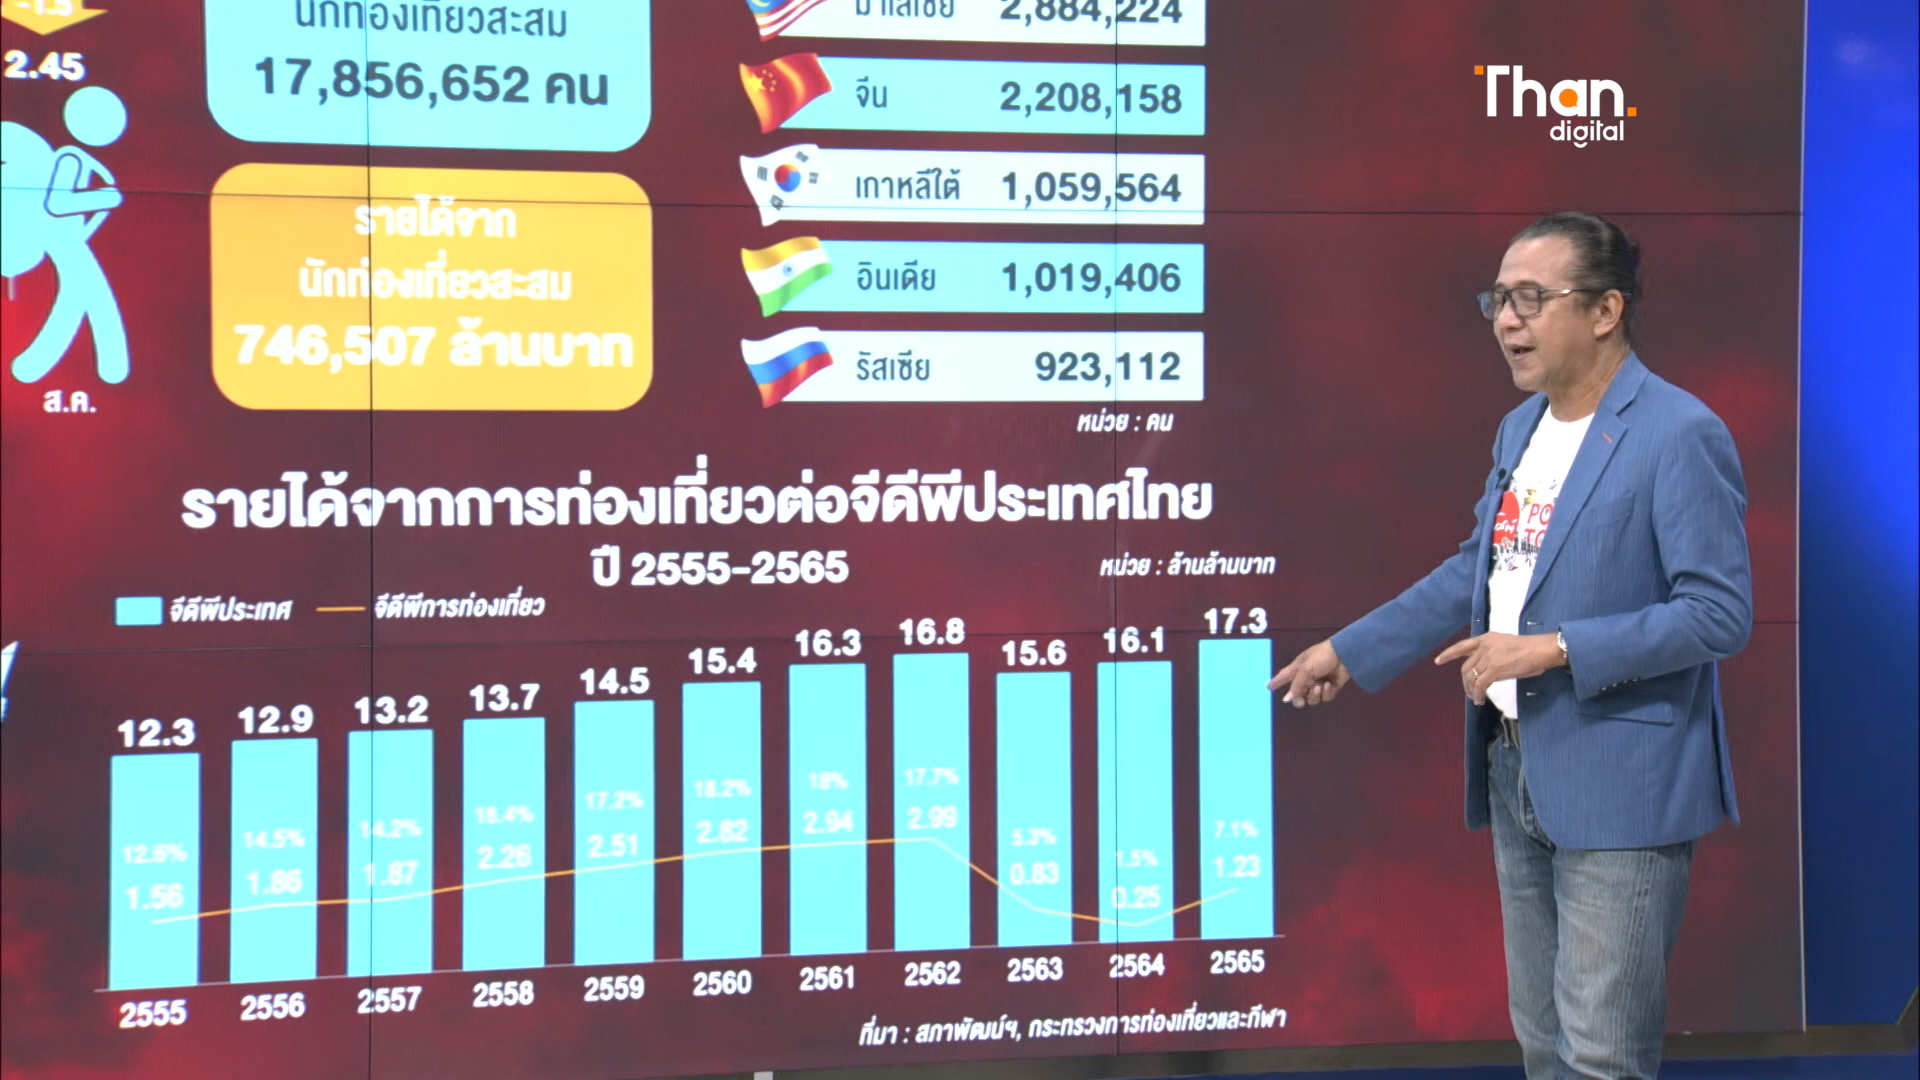 -1.5
2.45
ส.ค.
นักท่องเที่ยวสะสม
17,856,652 คน
รายได้จาก
นักท่องเที่ยวสะสม
746,507 ล้านบาท
มาเลเซีย 2,884,224
จีน 2,208,158
เกาหลีใต้ 1,059,564
อินเดีย 1,019,406
รัสเซีย 923,112
หน่วย : คน
Than.
digital
รายได้จากการท่องเที่ยวต่อจีดีพีประเทศไทย
ปี 2555-2565
หน่วย : ล้านล้านบาท
จีดีพีประเทศ จีดีพีการท่องเที่ยว
12.3 12.9 13.2 13.7 14.5 15.4 16.3 16.8 15.6 16.1 17.3
12.6% 14.5% 14.2% 16.4% 17.2% 18.2% 18% 17.7% 5.3% 1.5% 7.1%
1.56 1.86 1.87 2.26 2.51 2.82 2.94 2.99 0.83 0.25 1.23
2555 2556 2557 2558 2559 2560 2561 2562 2563 2564 2565
ที่มา : สภาพัฒน์ฯ, กระทรวงการท่องเที่ยวและกีฬา
PO
TO